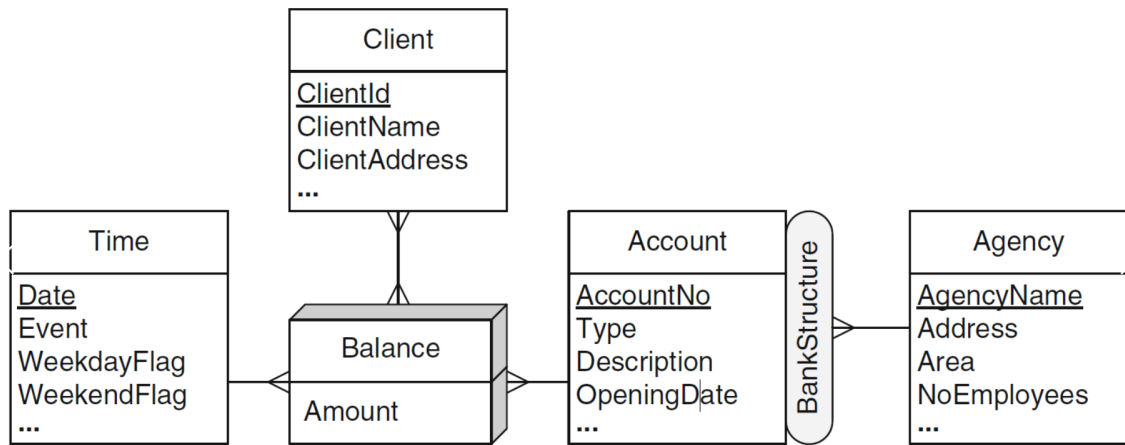 Client
ClientId
ClientName
ClientAddress
...
Time
Date
Event
WeekdayFlag
WeekendFlag
...
Balance
Amount
Account
AccountNo
Type
Description
OpeningDate
...
BankStructure
Agency
AgencyName
Address
Area
NoEmployees
...